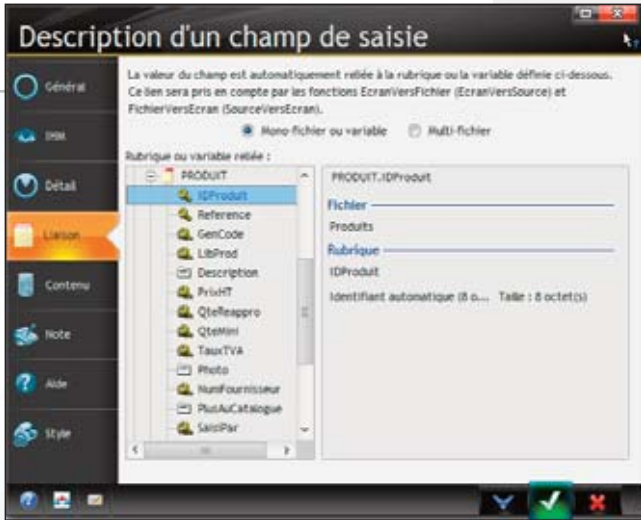 Description d'un champ de saisie
Général
IHM
Détail
Liaison
Contenu
Note
Aide
Style
La valeur du champ est automatiquement reliée à la rubrique ou la variable définie ci-dessous.
Ce lien sera pris en compte par les fonctions EcranVersFichier (EcranVersSource) et
FichierVersEcran (SourceVersEcran).
Mono-fichier ou variable
Multi-fichier
Rubrique ou variable reliée :
PRODUIT
IDProduit
Reference
GenCode
LibProd
Description
PrixHT
QteReappro
QteMini
TauxTVA
Photo
NumFournisseur
PlusAuCatalogue
SaisiPar
PRODUIT.IDProduit
Fichier
Produits
Rubrique
IDProduit
Identifiant automatique (8 o... Taille : 8 octet(s)